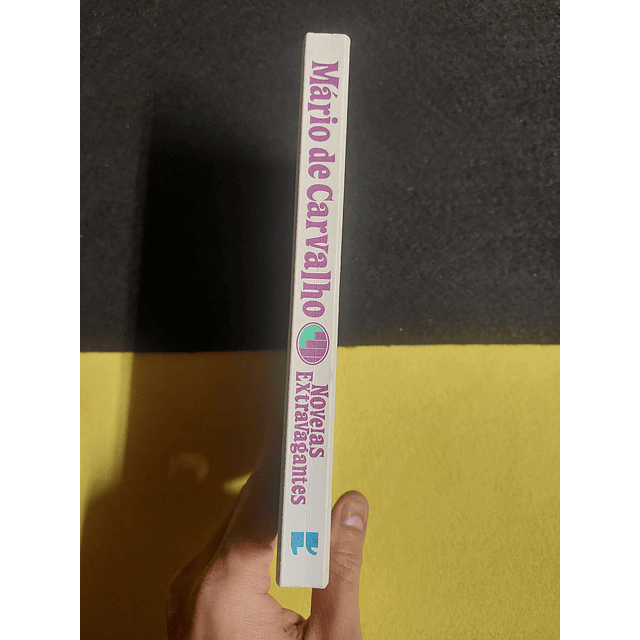 Mário de Carvalho
Novelas
Extravagantes